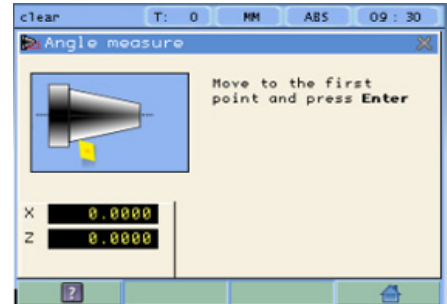 clear T: 0 MM ABS 09 : 30
Angle measure
Move to the first
point and press Enter
X 0.0000
Z 0.0000
?